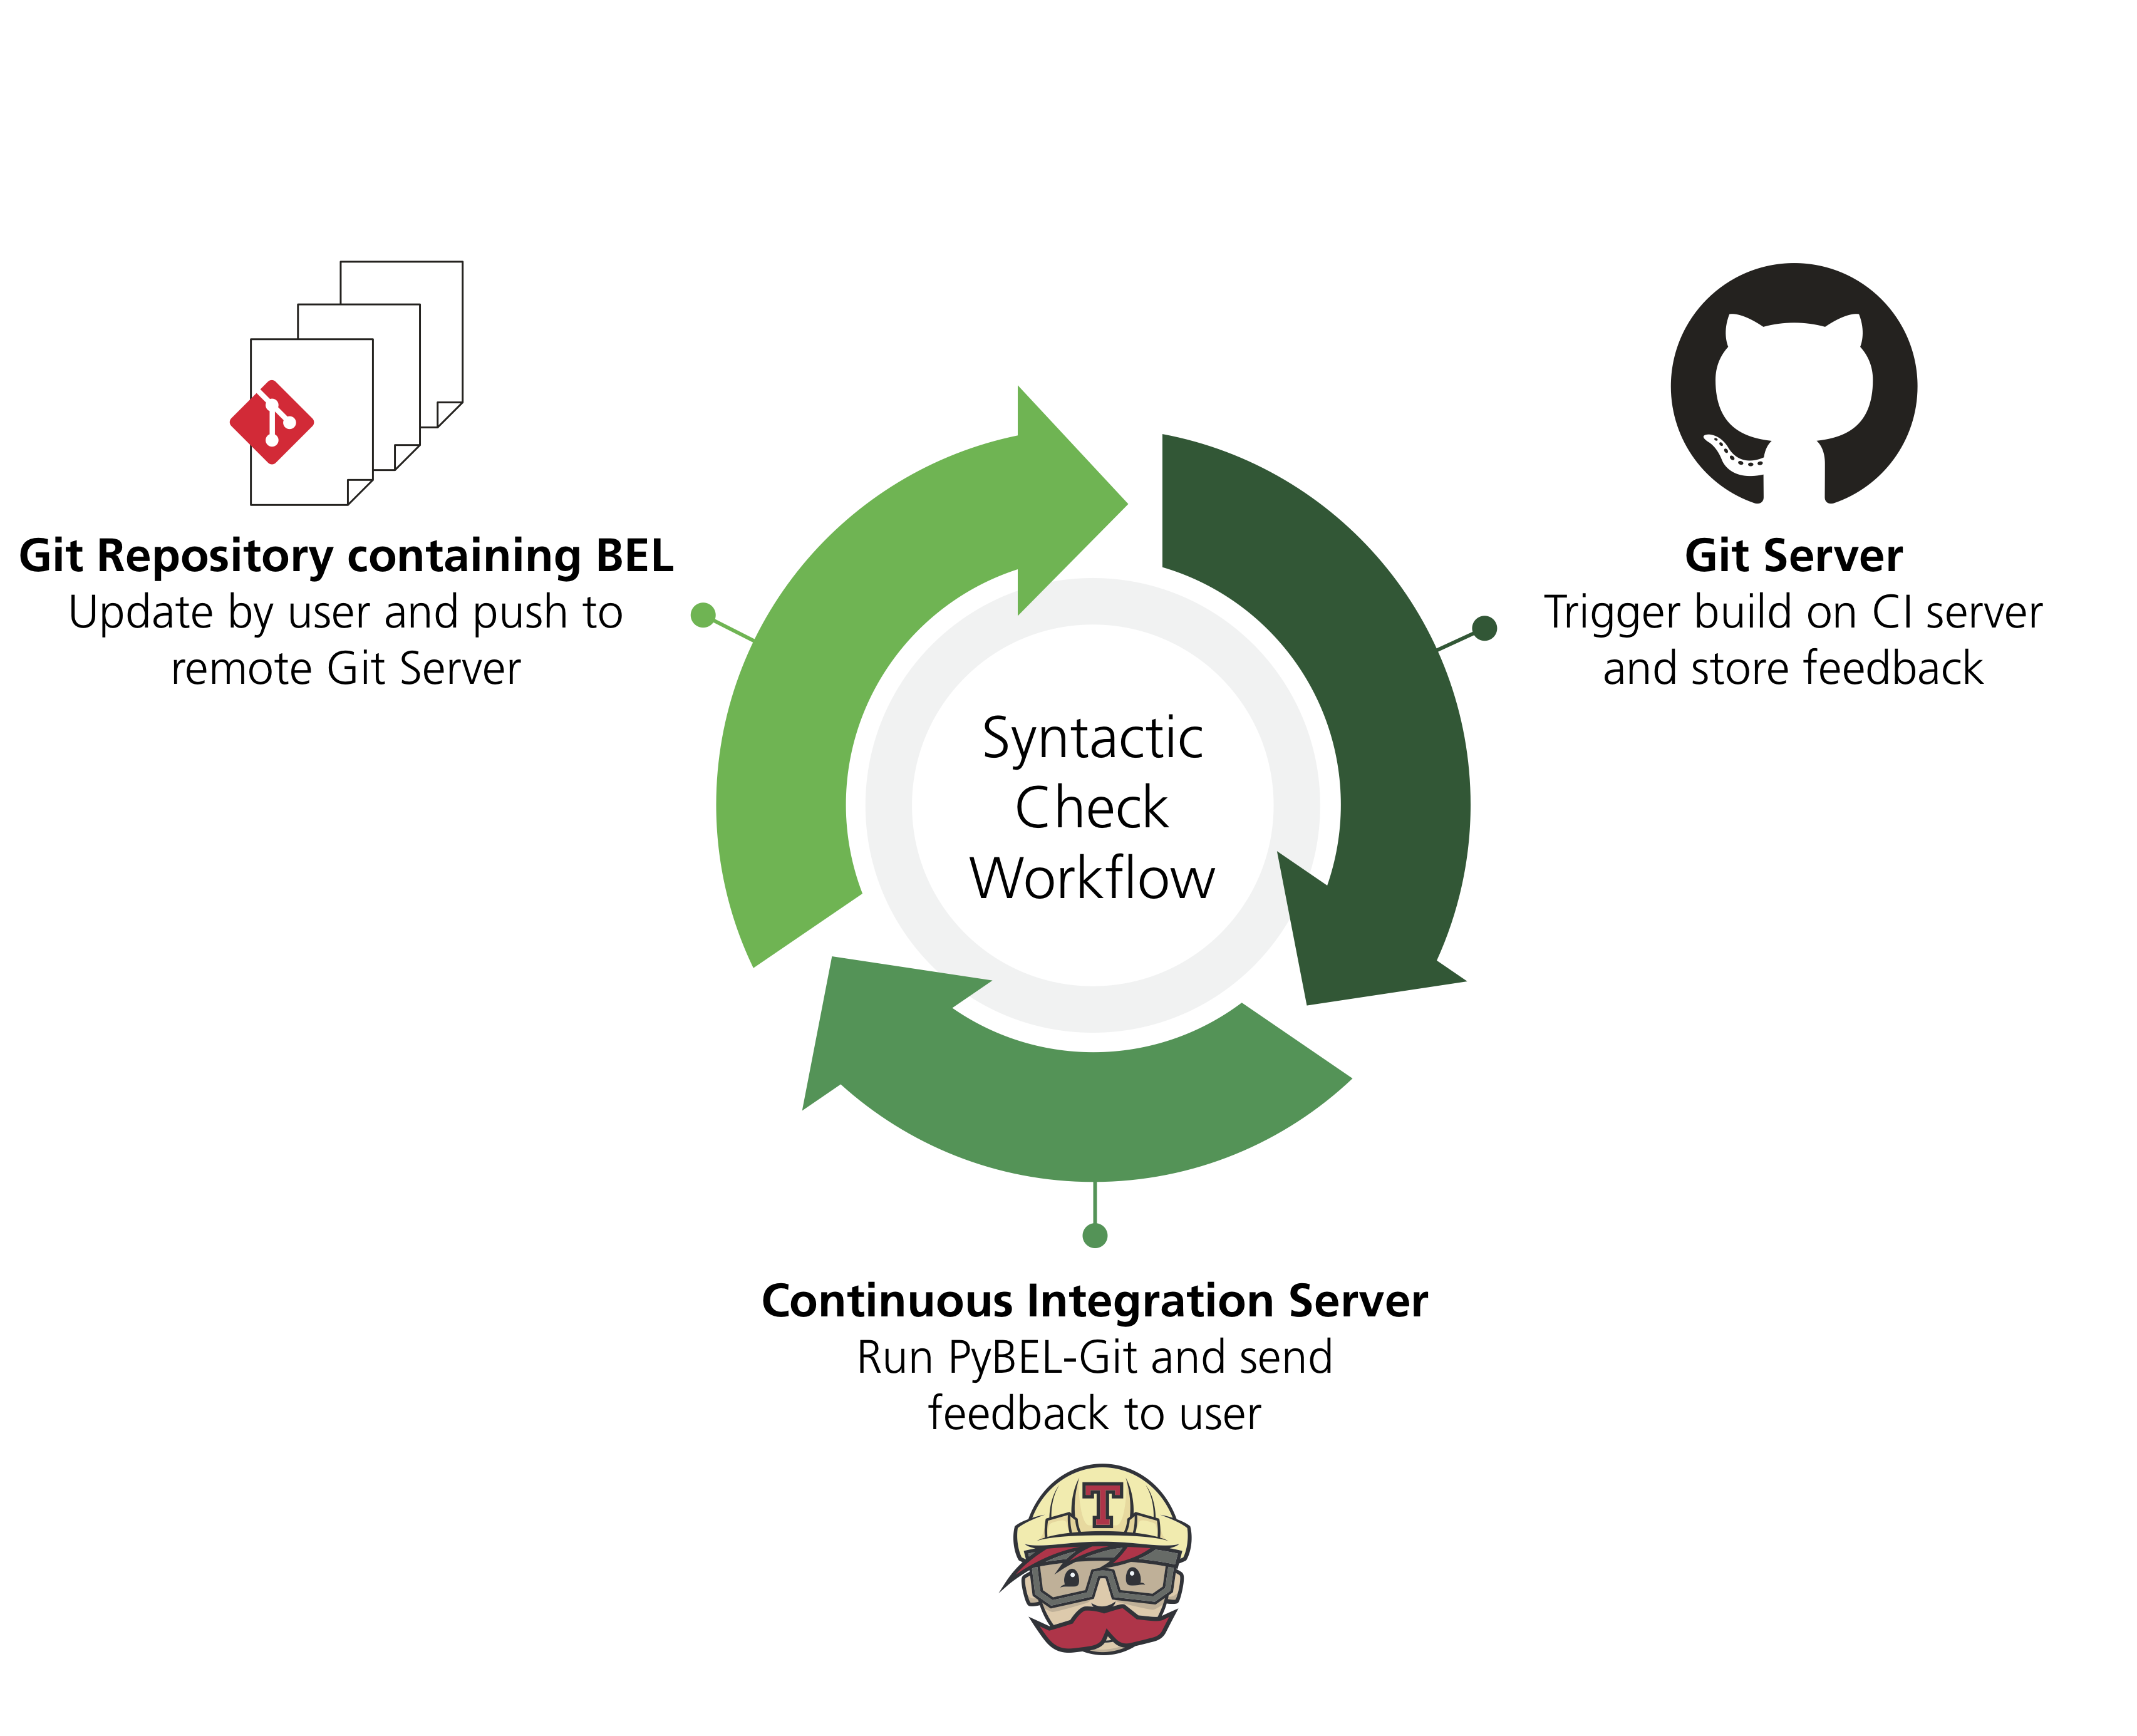 Git Repository containing BEL
Update by user and push to
remote Git Server
Git Server
Trigger build on CI server
and store feedback
Syntactic
Check
Workflow
Continuous Integration Server
Run PyBEL-Git and send
feedback to user
T